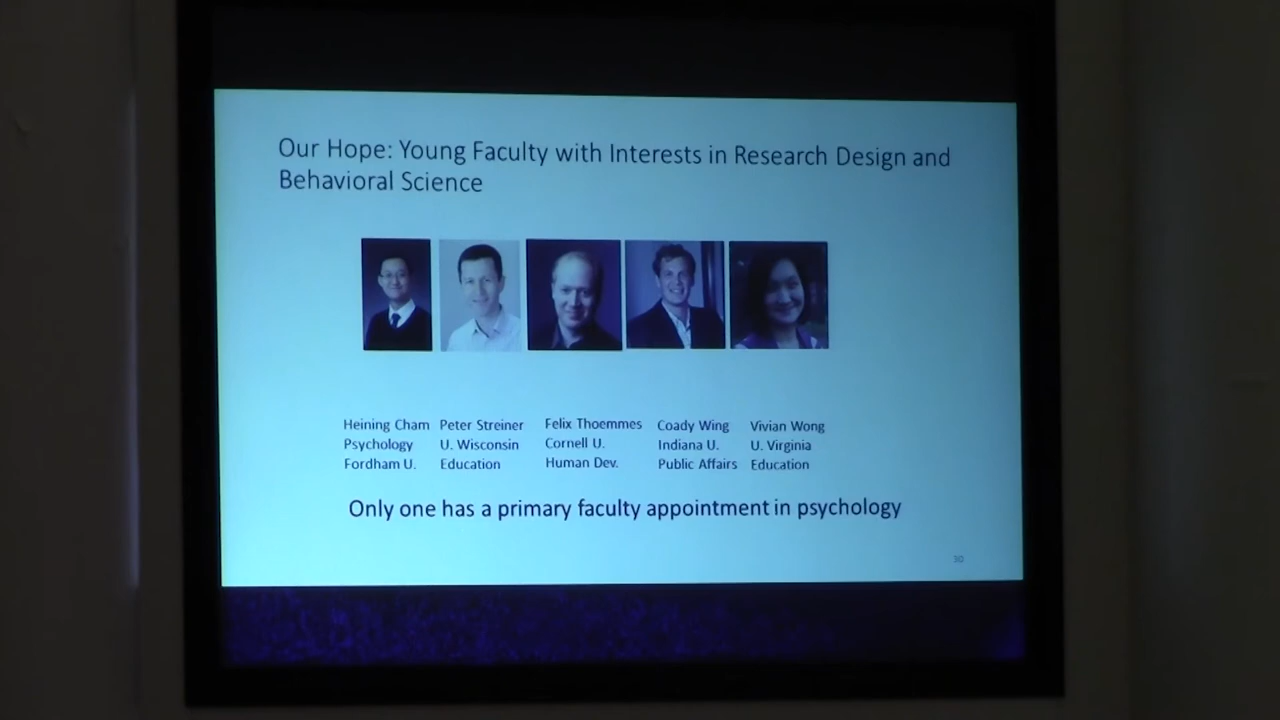 Our Hope: Young Faculty with Interests in Research Design and
Behavioral Science
Heining Cham
Psychology
Fordham U.
Peter Streiner
U. Wisconsin
Education
Felix Thoemmes
Cornell U.
Human Dev.
Coady Wing
Indiana U.
Public Affairs
Vivian Wong
U. Virginia
Education
Only one has a primary faculty appointment in psychology
30